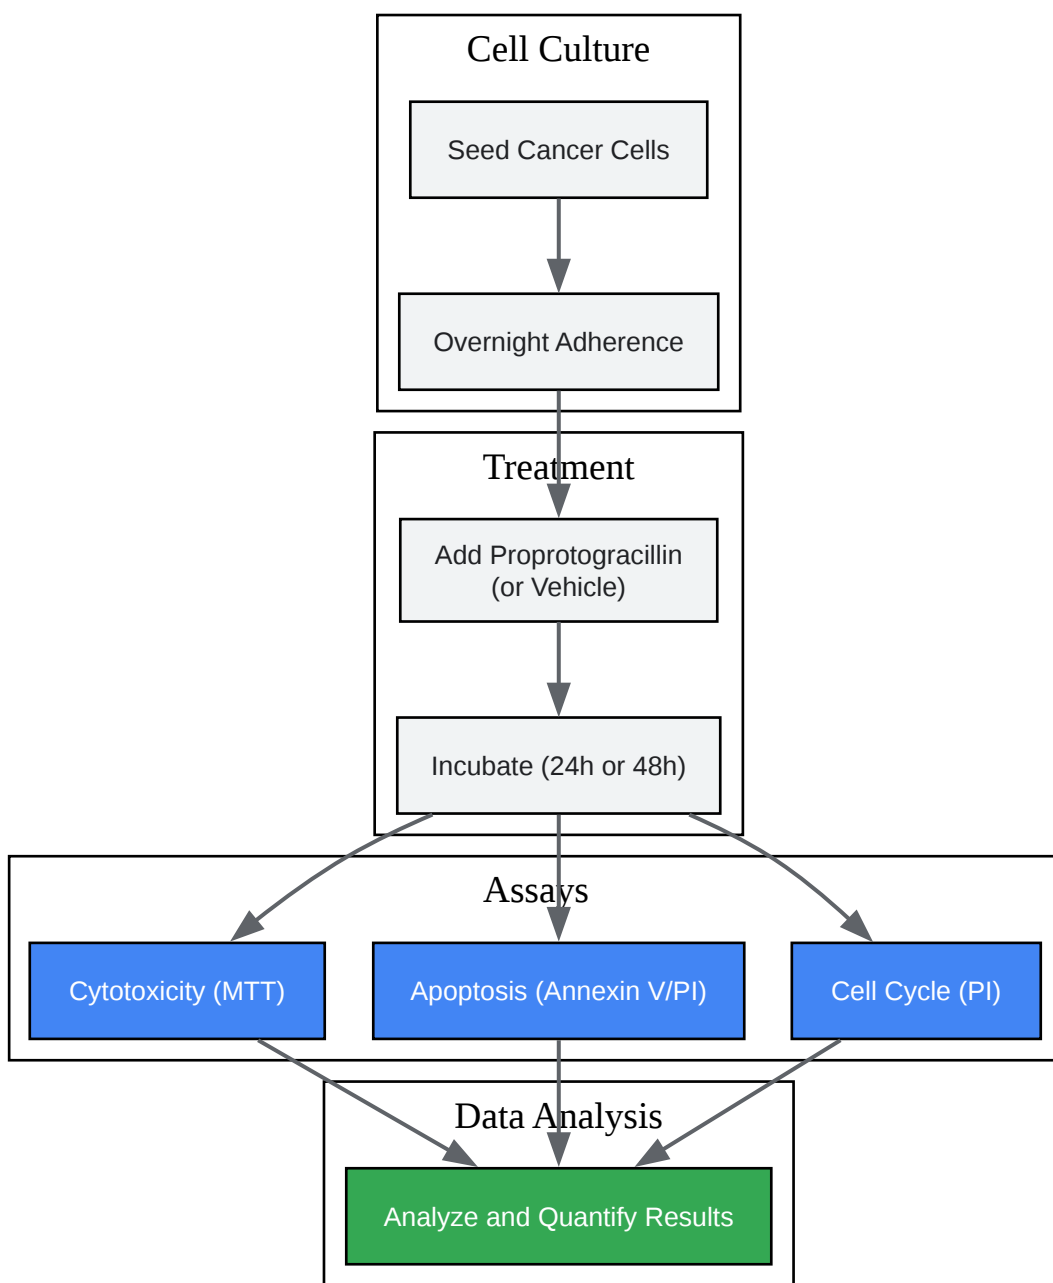 Cell Culture
Seed Cancer Cells
Overnight Adherence
Treatment
Add Proprotogracillin
(or Vehicle)
Incubate (24h or 48h)
Assays
Cytotoxicity (MTT)
Apoptosis (Annexin V/PI)
Cell Cycle (PI)
Data Analysis
Analyze and Quantify Results